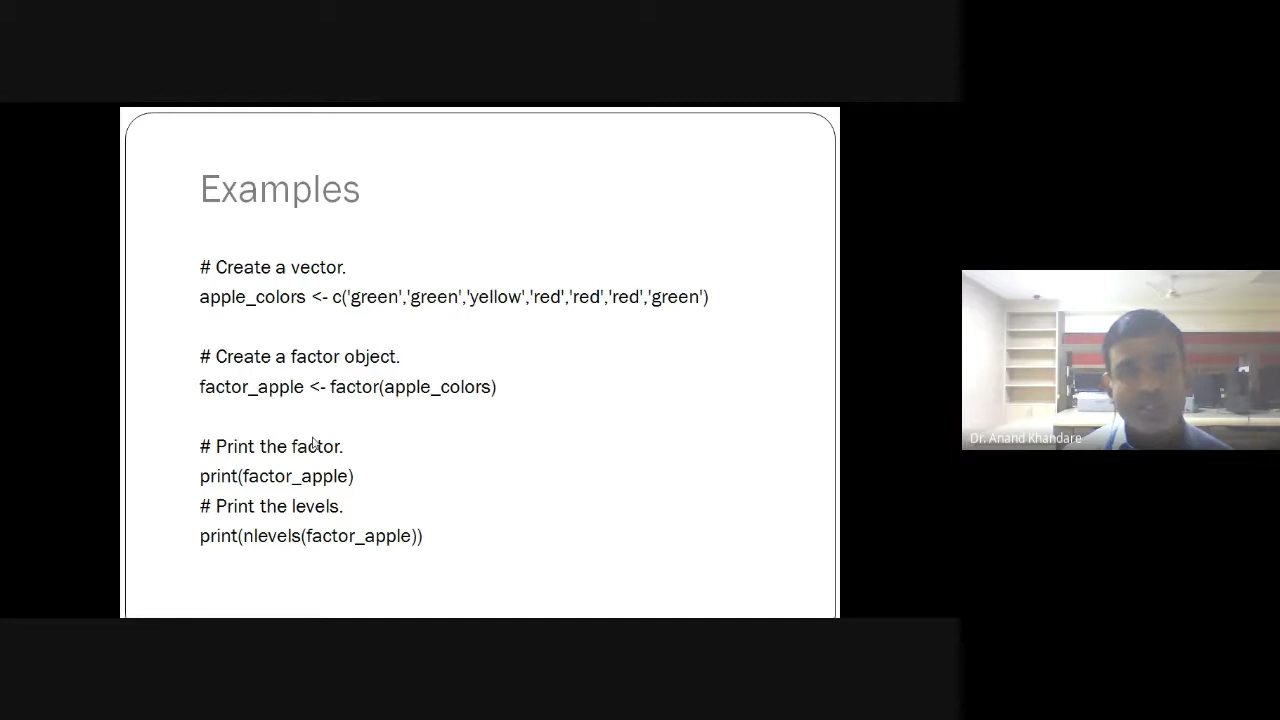 Examples
# Create a vector.
apple_colors <- c('green','green','yellow','red','red','red','green')
# Create a factor object.
factor_apple <- factor(apple_colors)
# Print the factor.
print(factor_apple)
# Print the levels.
print(nlevels(factor_apple))
Dr. Anand Khandare